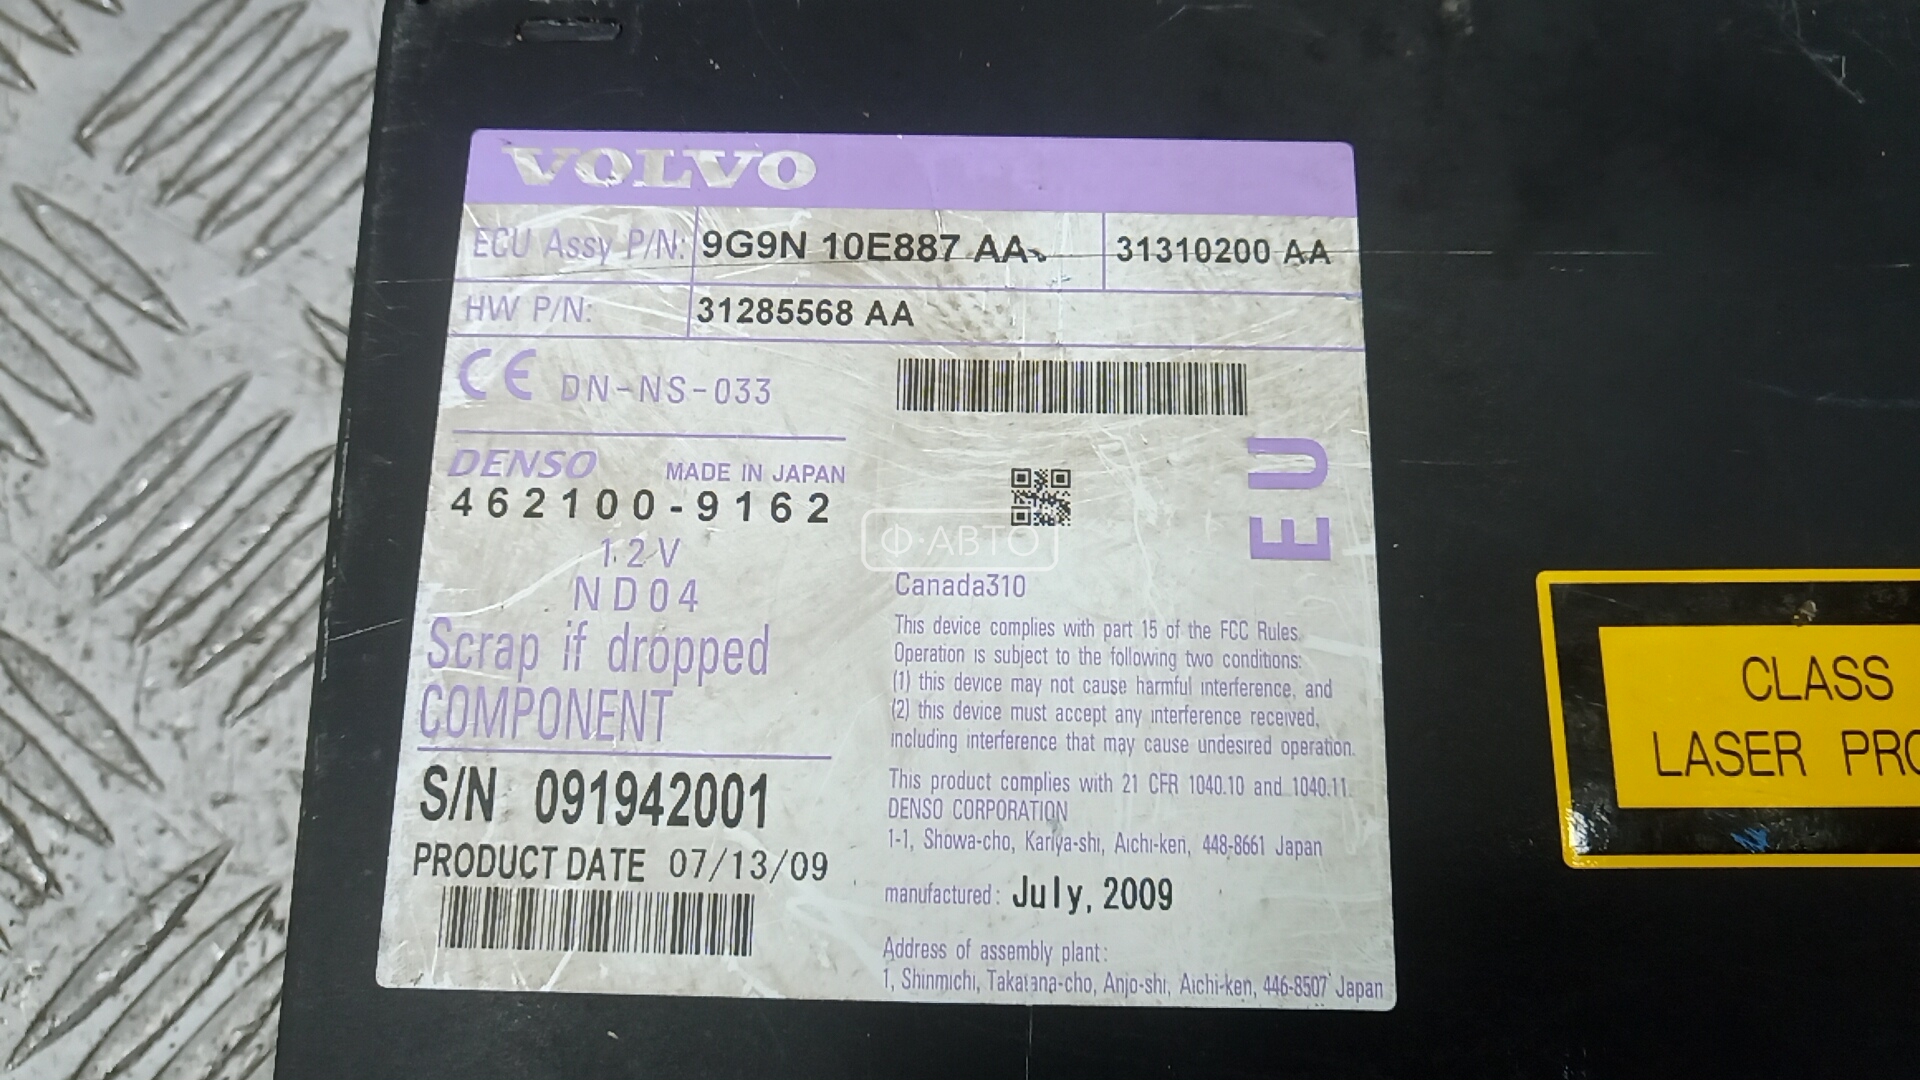 VOLVO
ECU Assy P/N: 9G9N 10E887 AA 31310200 AA
HW P/N: 31285568 AA
CE DN-NS-033
DENSO MADE IN JAPAN
462100-9162
12V
ND04
Scrap if dropped
COMPONENT
S/N 091942001
PRODUCT DATE 07/13/09
EU
Ф·АВТО
Canada310
This device complies with part 15 of the FCC Rules.
Operation is subject to the following two conditions:
(1) this device may not cause harmful interference, and
(2) this device must accept any interference received,
including interference that may cause undesired operation.
This product complies with 21 CFR 1040.10 and 1040.11.
DENSO CORPORATION
1-1, Showa-cho, Kariya-shi, Aichi-ken, 448-8661 Japan
manufactured: July, 2009
Address of assembly plant:
1, Shinmichi, Takatana-cho, Anjo-shi, Aichi-ken, 446-8507 Japan
CLASS
LASER PRO